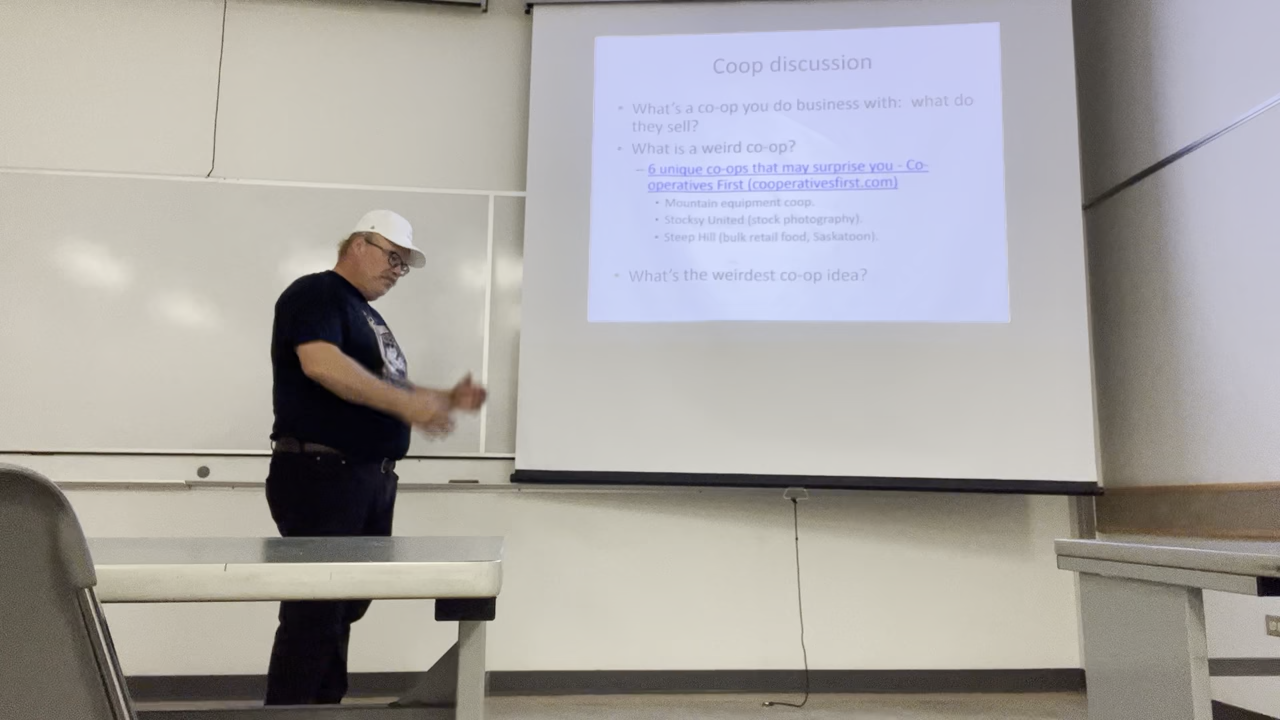 Coop discussion
• What's a co-op you do business with: what do
they sell?
• What is a weird co-op?
– 6 unique co-ops that may surprise you - Co-
operatives First (cooperativesfirst.com)
• Mountain equipment coop.
• Stocksy United (stock photography)
• Steep Hill (bulk retail food, Saskatoon).
• What's the weirdest co-op idea?